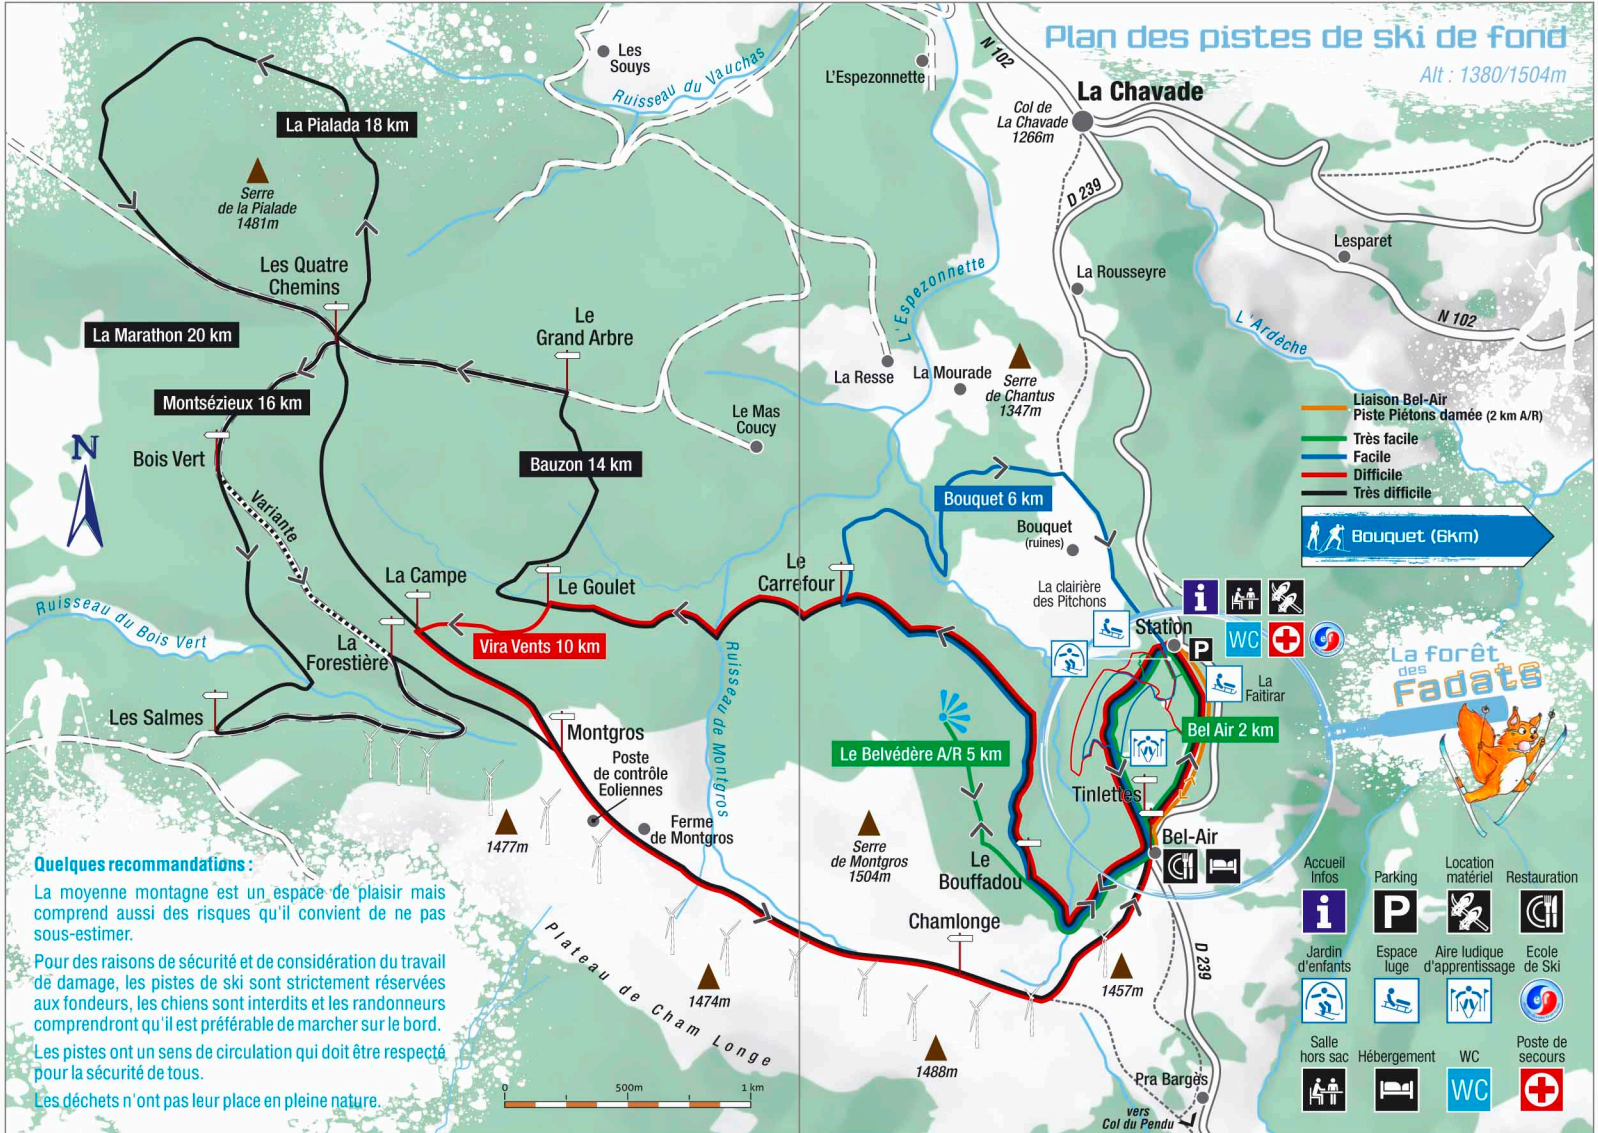 Plan des pistes de ski de fond
Alt : 1380/1504m
Les
Souys
Ruisseau du Vauchas
L'Espezonnette
N 102
La Chavade
Col de
La Chavade
1266m
D 239
La Pialada 18 km
Serre
de la Pialade
1481m
Les Quatre
Chemins
La Marathon 20 km
Le
Grand Arbre
La Rousseyre
Lesparet
N 102
L'Ardèche
L'Espezonnette
La Resse
La Mourade
Serre
de Chantus
1347m
Montsézieux 16 km
Le Mas
Coucy
N
Bois Vert
Variante
Bauzon 14 km
Bouquet 6 km
Bouquet
(ruines)
Liaison Bel-Air
Piste Piétons damée (2 km A/R)
Très facile
Facile
Difficile
Très difficile
Bouquet (6Km)
La Campe
Le Goulet
Le
Carrefour
La clairière
des Pitchons
Station
i
WC
P
Ruisseau du Bois Vert
La
Forestière
Vira Vents 10 km
Ruisseau de Montgros
La
Faitirar
La forêt
des
Fadats
Les Salmes
Montgros
Poste
de contrôle
Eoliennes
Le Belvédère A/R 5 km
Bel Air 2 km
Tinlettes
1477m
Ferme
de Montgros
Serre
de Montgros
1504m
Le
Bouffadou
Bel-Air
Chamlonge
D 239
Plateau de Cham Longe
1474m
1457m
1488m
Pra Bargès
vers
Col du Pendu
0
500m
1 km
Quelques recommandations :
La moyenne montagne est un espace de plaisir mais
comprend aussi des risques qu'il convient de ne pas
sous-estimer.
Pour des raisons de sécurité et de considération du travail
de damage, les pistes de ski sont strictement réservées
aux fondeurs, les chiens sont interdits et les randonneurs
comprendront qu'il est préférable de marcher sur le bord.
Les pistes ont un sens de circulation qui doit être respecté
pour la sécurité de tous.
Les déchets n'ont pas leur place en pleine nature.
Accueil
Infos
Parking
Location
matériel
Restauration
i
P
Jardin
d'enfants
Espace
luge
Aire ludique
d'apprentissage
Ecole
de Ski
Salle
hors sac
Hébergement
WC
Poste de
secours
WC